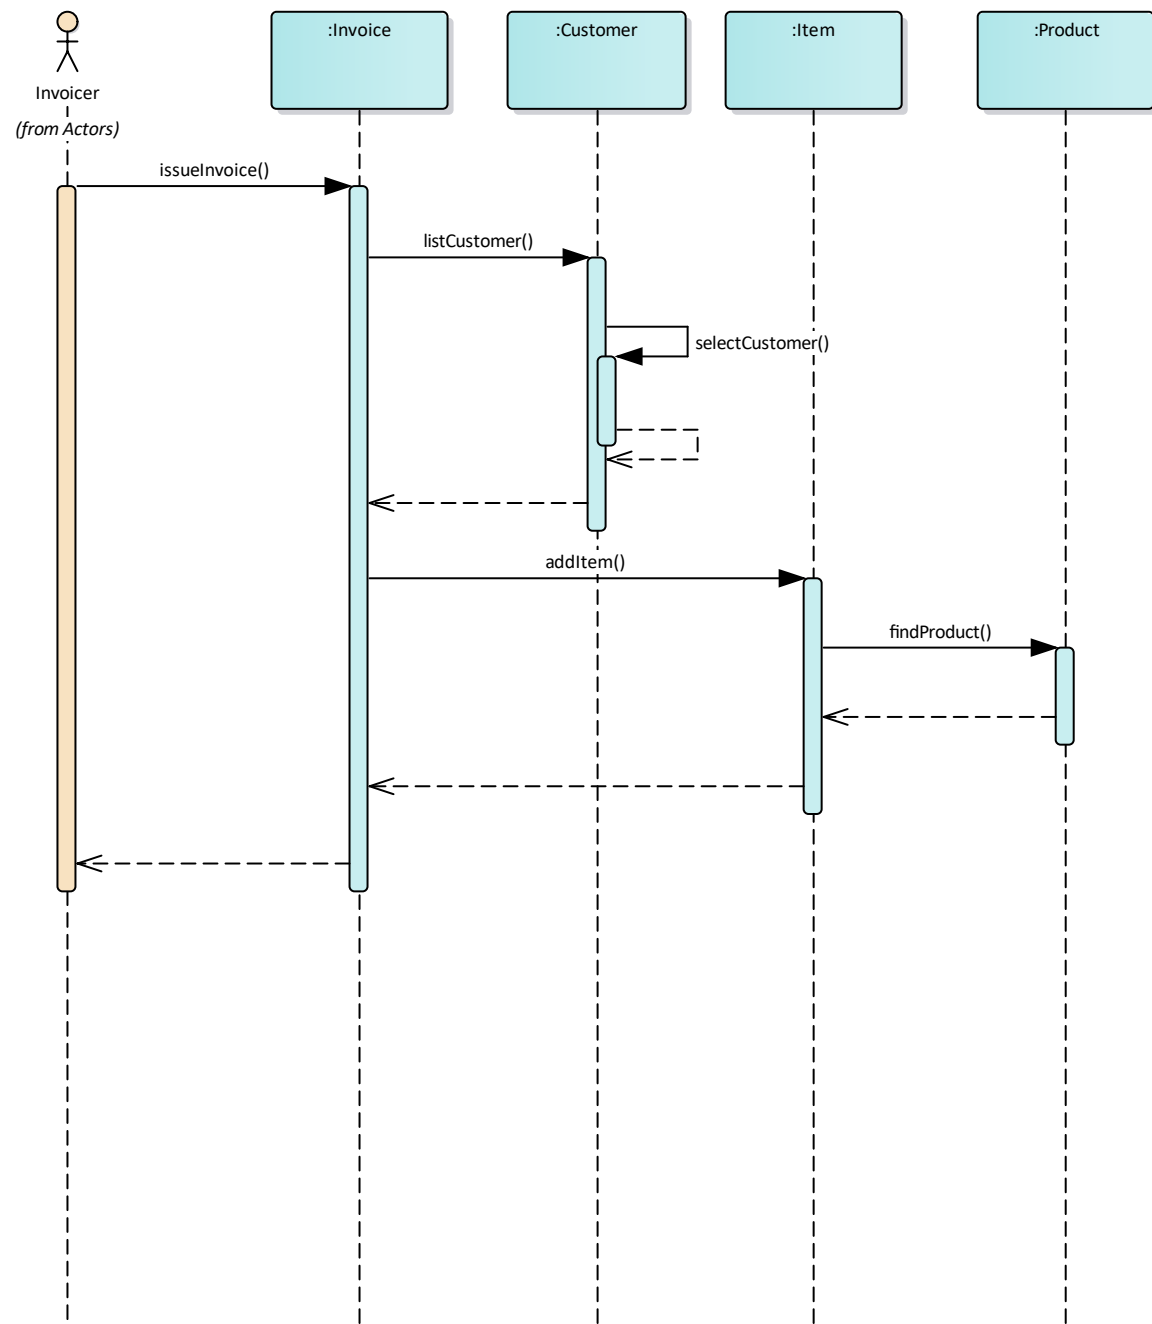 :Invoice
:Customer
:Item
:Product
Invoicer
(from Actors)
issueInvoice()
listCustomer()
selectCustomer()
addItem()
findProduct()